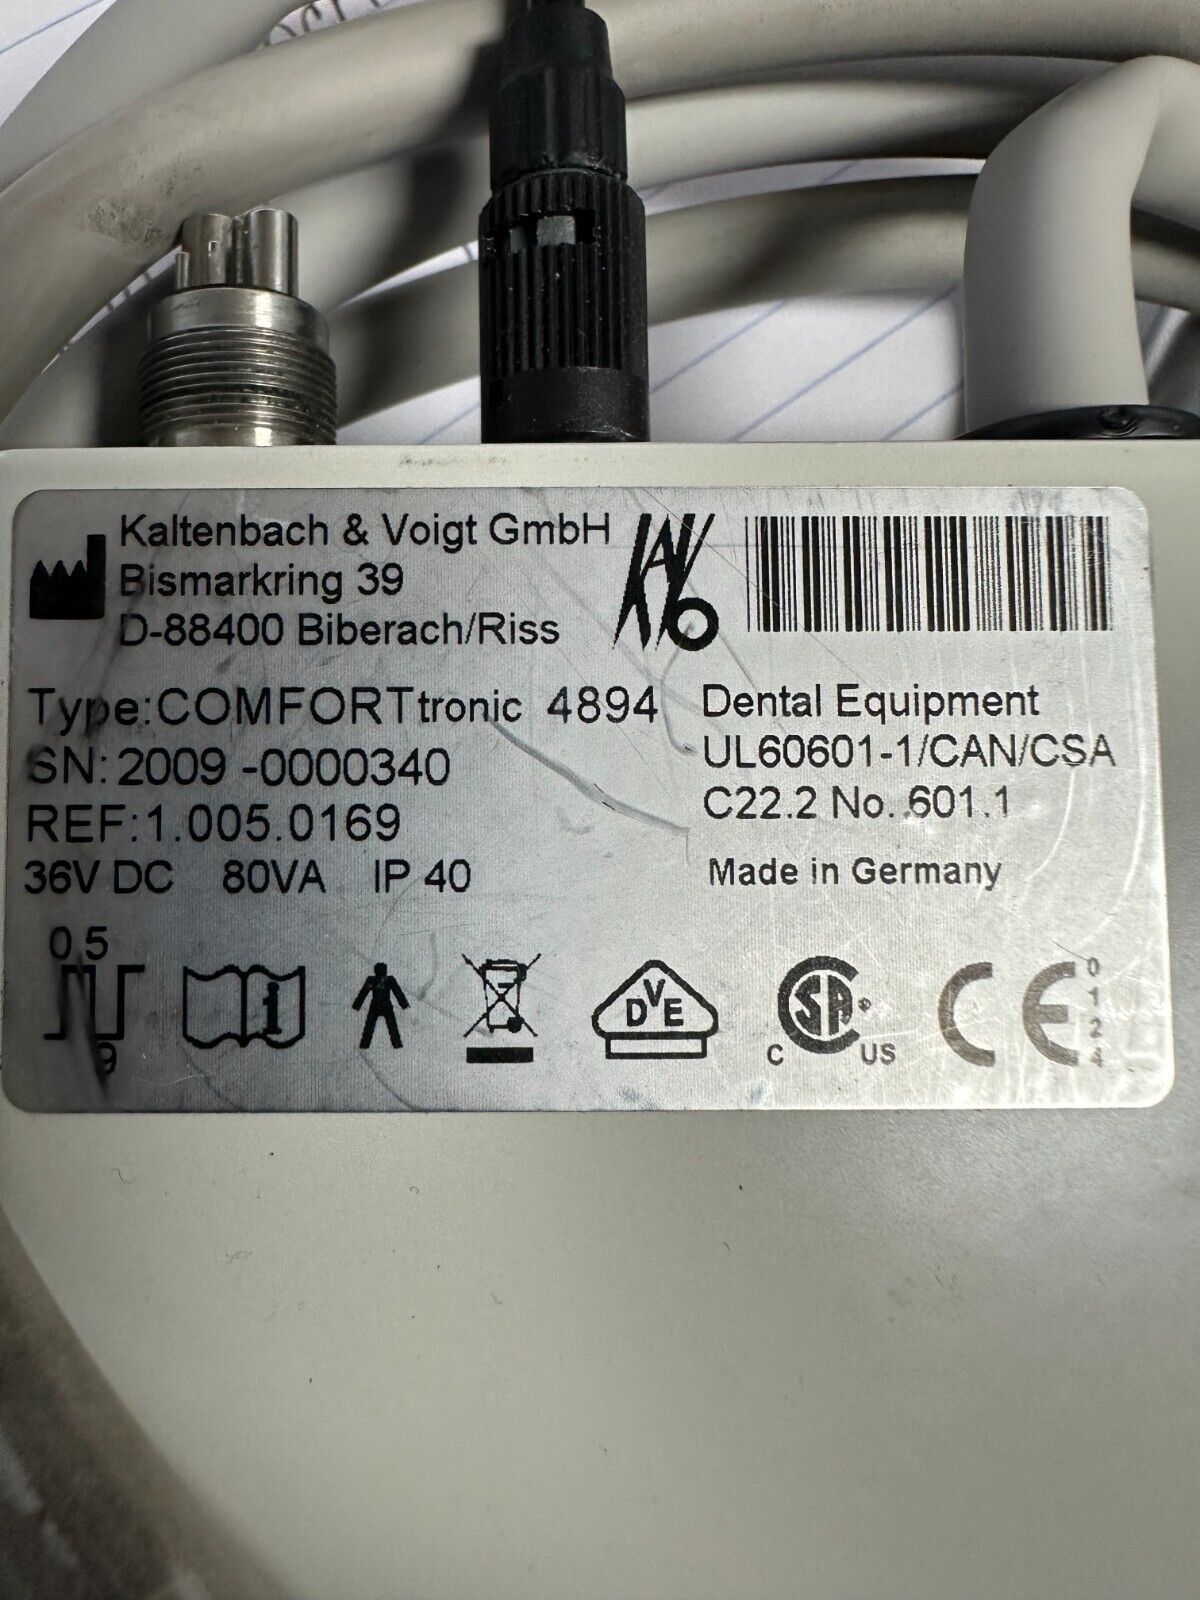 Kaltenbach & Voigt GmbH
Bismarkring 39
D-88400 Biberach/Riss
KAVo
Type:COMFORTtronic 4894
SN: 2009 -0000340
REF:1.005.0169
36V DC 80VA IP 40
Dental Equipment
UL60601-1/CAN/CSA
C22.2 No. 601.1
Made in Germany
0,5
9
i
DVE
CSA
C US
CE 0124